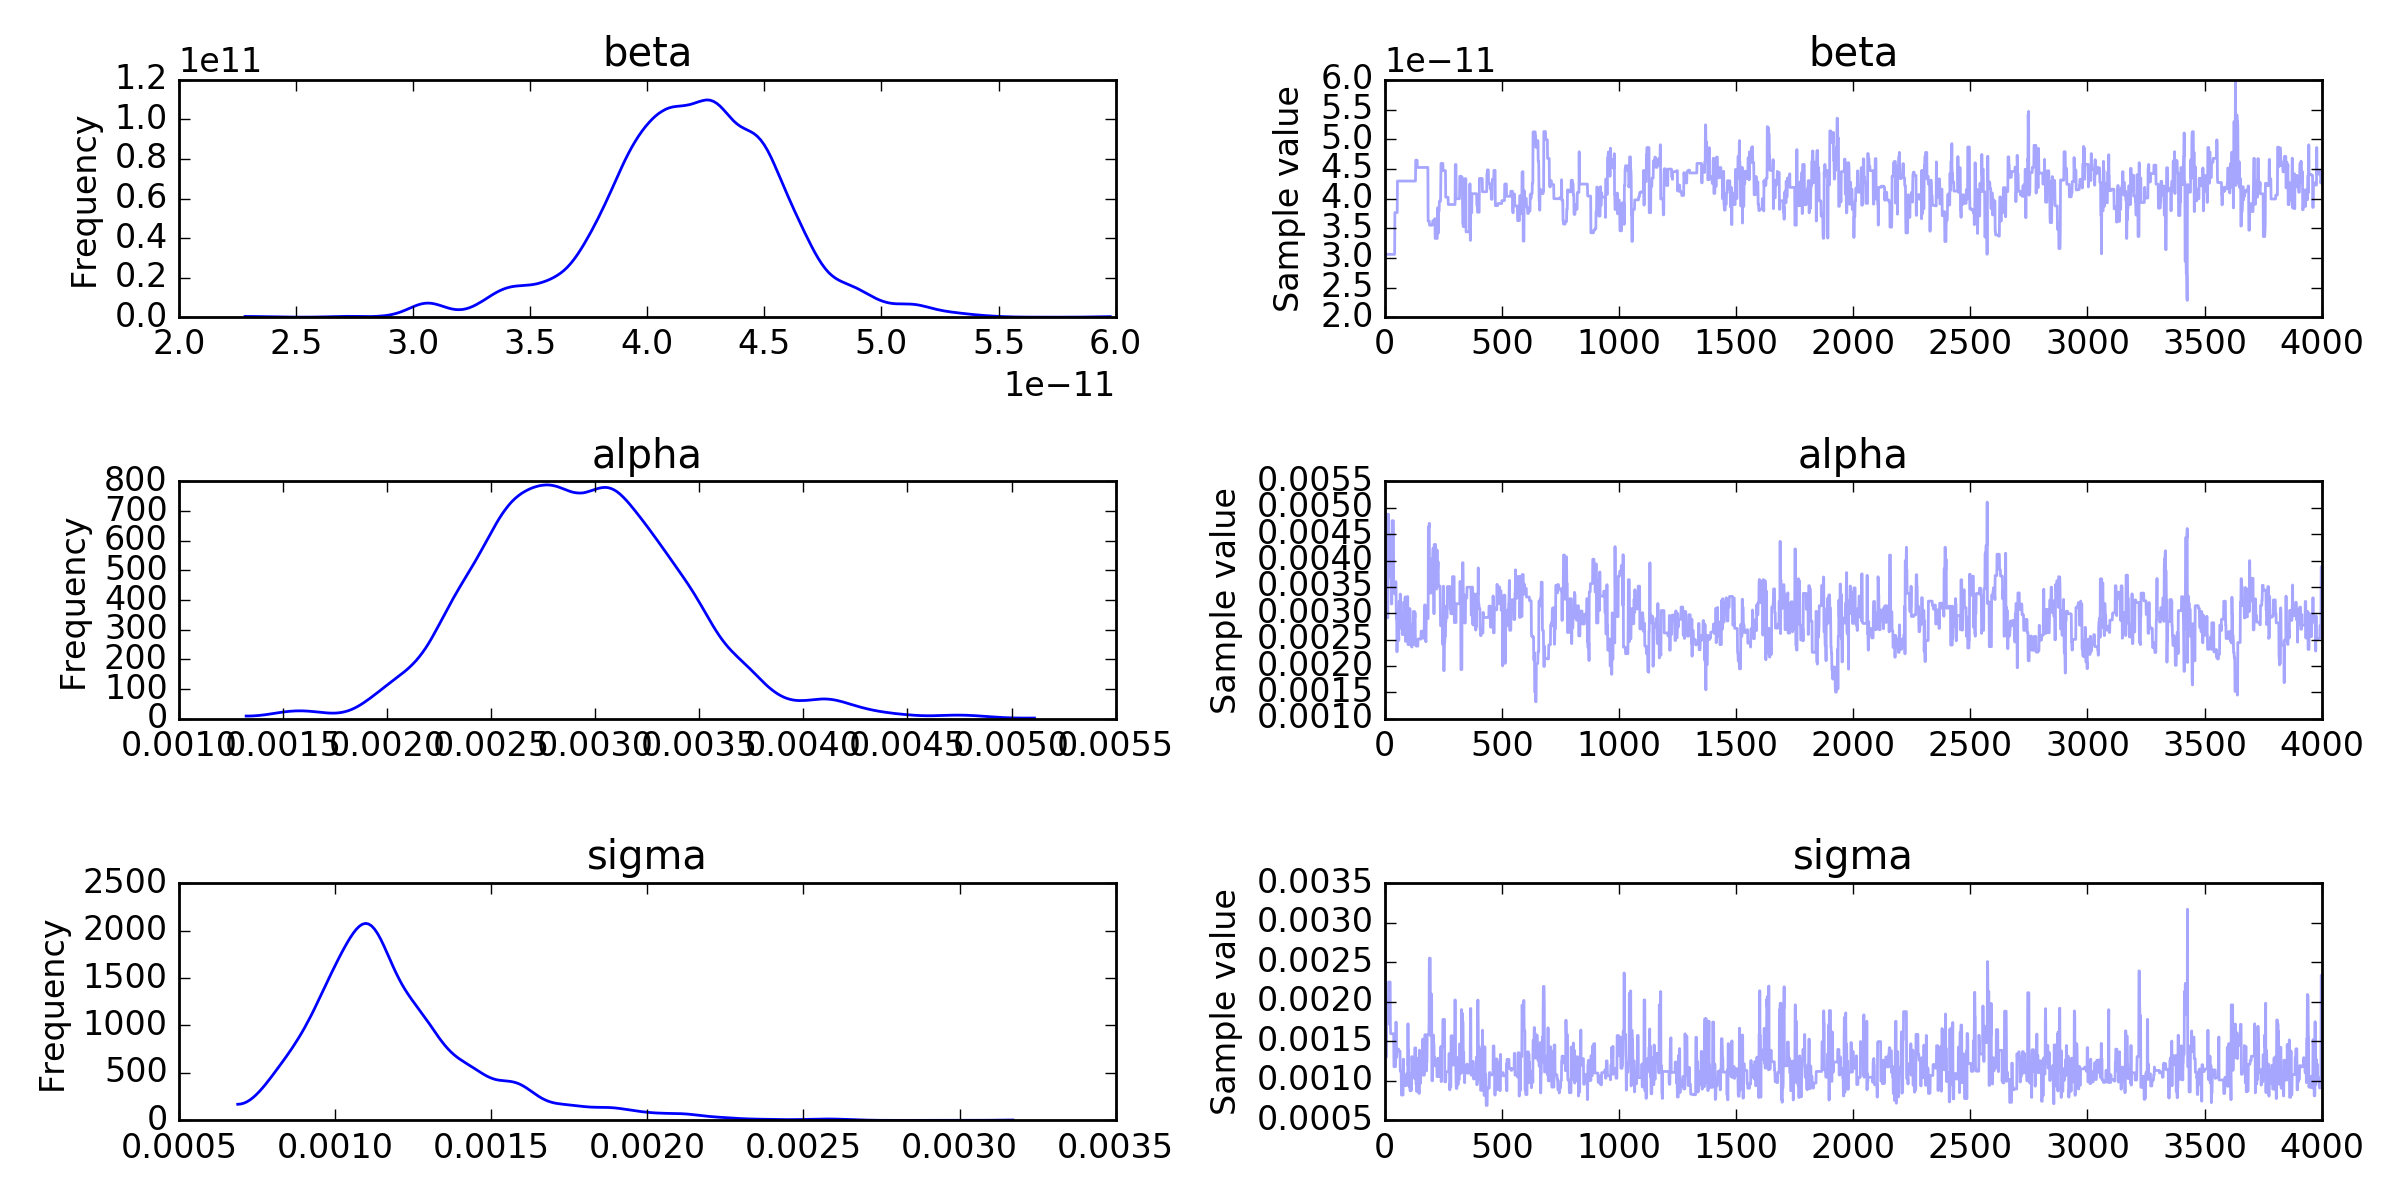 beta
1e11
1.2
1.0
0.8
0.6
0.4
0.2
0.0
Frequency
2.0 2.5 3.0 3.5 4.0 4.5 5.0 5.5 6.0
1e−11
beta
1e−11
6.0
5.5
5.0
4.5
4.0
3.5
3.0
2.5
2.0
Sample value
0 500 1000 1500 2000 2500 3000 3500 4000
alpha
800
700
600
500
400
300
200
100
0
Frequency
0.0010 0.0015 0.0020 0.0025 0.0030 0.0035 0.0040 0.0045 0.0050 0.0055
alpha
0.0055
0.0050
0.0045
0.0040
0.0035
0.0030
0.0025
0.0020
0.0015
0.0010
Sample value
0 500 1000 1500 2000 2500 3000 3500 4000
sigma
2500
2000
1500
1000
500
0
Frequency
0.0005 0.0010 0.0015 0.0020 0.0025 0.0030 0.0035
sigma
0.0035
0.0030
0.0025
0.0020
0.0015
0.0010
0.0005
Sample value
0 500 1000 1500 2000 2500 3000 3500 4000